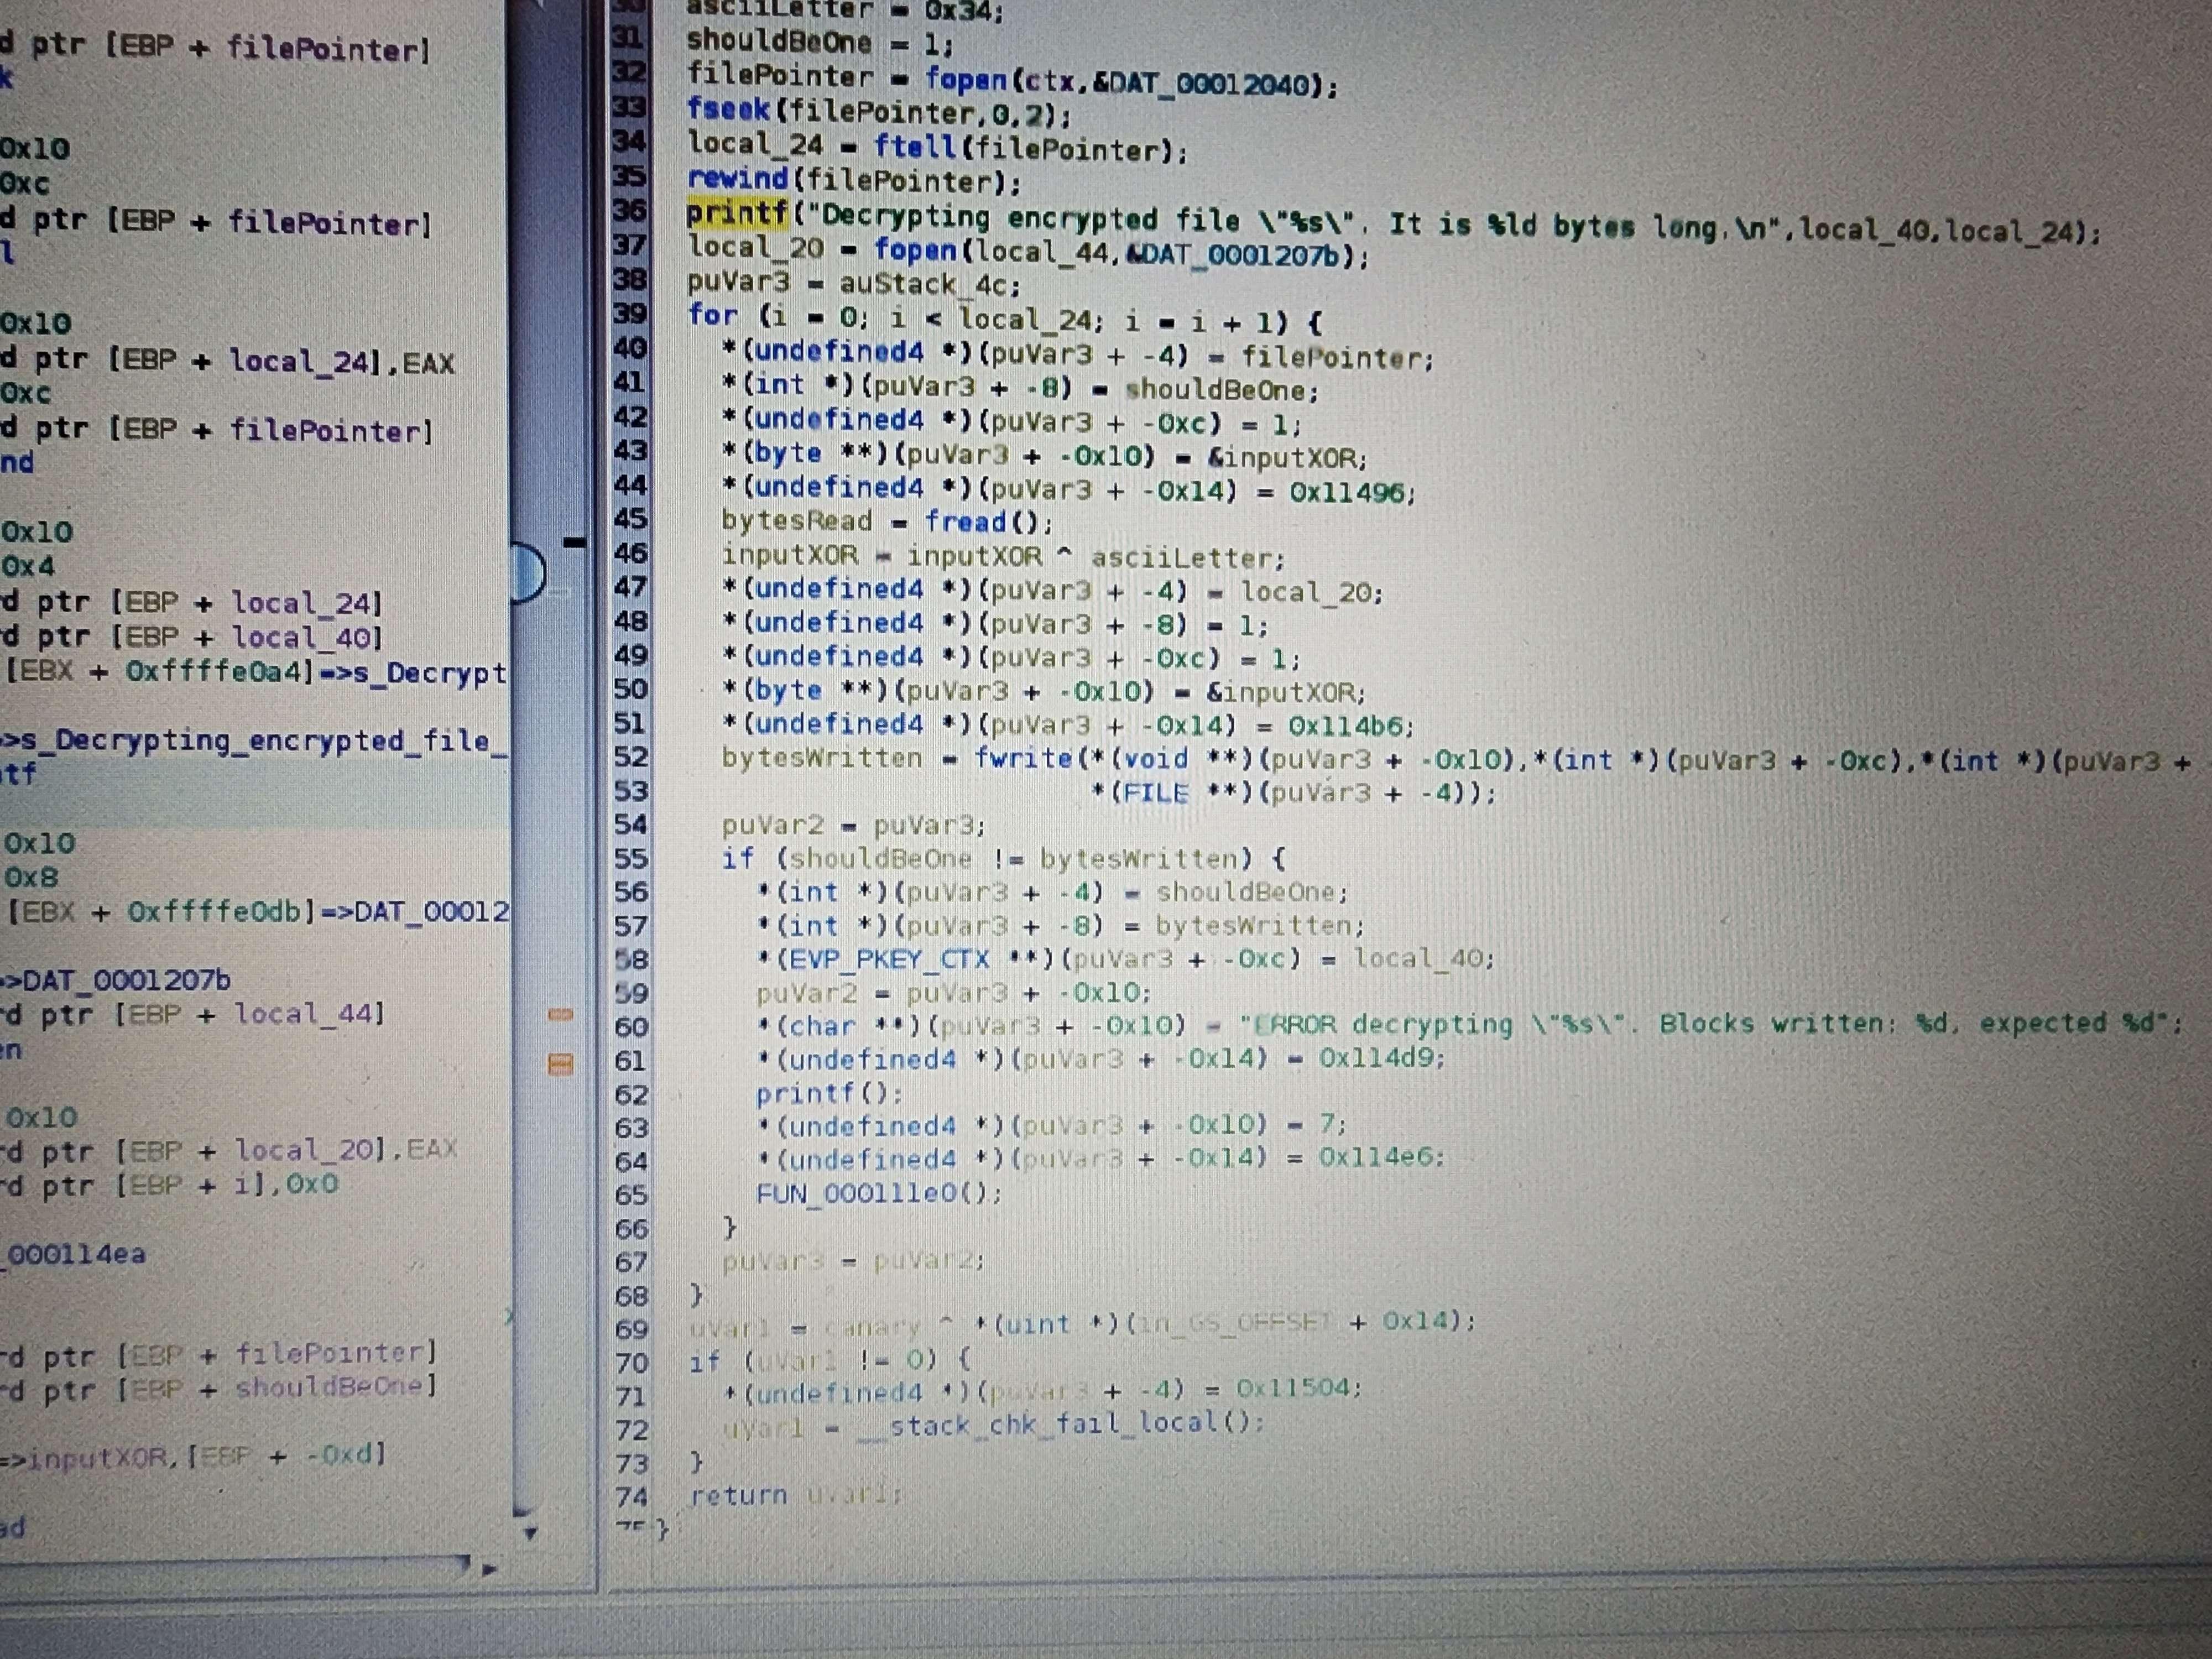 d ptr [EBP + filePointer]
k
0x10
0xc
d ptr [EBP + filePointer]
l
0x10
d ptr [EBP + local_24],EAX
0xc
d ptr [EBP + filePointer]
nd
0x10
0x4
d ptr [EBP + local_24]
d ptr [EBP + local_40]
[EBX + 0xffffe0a4]=>s_Decrypt
>s_Decrypting_encrypted_file_
tf
0x10
0x8
[EBX + 0xffffe0db]=>DAT_00012
=>DAT_0001207b
rd ptr [EBP + local_44]
en
0x10
rd ptr [EBP + local_20],EAX
rd ptr [EBP + i],0x0
_000114ea
rd ptr [EBP + filePointer]
rd ptr [EBP + shouldBeOne]
=>inputXOR,[EBP + -0xd]
ad
30 asciiLetter = 0x34;
31 shouldBeOne = 1;
32 filePointer = fopen(ctx,&DAT_00012040);
33 fseek(filePointer,0,2);
34 local_24 = ftell(filePointer);
35 rewind(filePointer);
36 printf("Decrypting encrypted file \"%s\". It is %ld bytes long.\n",local_40,local_24);
37 local_20 = fopen(local_44,&DAT_0001207b);
38 puVar3 = auStack_4c;
39 for (i = 0; i < local_24; i = i + 1) {
40 *(undefined4 *)(puVar3 + -4) = filePointer;
41 *(int *)(puVar3 + -8) = shouldBeOne;
42 *(undefined4 *)(puVar3 + -0xc) = 1;
43 *(byte **)(puVar3 + -0x10) = &inputXOR;
44 *(undefined4 *)(puVar3 + -0x14) = 0x11496;
45 bytesRead = fread();
46 inputXOR = inputXOR ^ asciiLetter;
47 *(undefined4 *)(puVar3 + -4) = local_20;
48 *(undefined4 *)(puVar3 + -8) = 1;
49 *(undefined4 *)(puVar3 + -0xc) = 1;
50 *(byte **)(puVar3 + -0x10) = &inputXOR;
51 *(undefined4 *)(puVar3 + -0x14) = 0x114b6;
52 bytesWritten = fwrite(*(void **)(puVar3 + -0x10),*(int *)(puVar3 + -0xc),*(int *)(puVar3 +
53 *(FILE **)(puVar3 + -4));
54 puVar2 = puVar3;
55 if (shouldBeOne != bytesWritten) {
56 *(int *)(puVar3 + -4) = shouldBeOne;
57 *(int *)(puVar3 + -8) = bytesWritten;
58 *(EVP_PKEY_CTX **)(puVar3 + -0xc) = local_40;
59 puVar2 = puVar3 + -0x10;
60 *(char **)(puVar3 + -0x10) = "ERROR decrypting \"%s\". Blocks written: %d, expected %d";
61 *(undefined4 *)(puVar3 + -0x14) = 0x114d9;
62 printf();
63 *(undefined4 *)(puVar3 + -0x10) = 7;
64 *(undefined4 *)(puVar3 + -0x14) = 0x114e6;
65 FUN_000111e0();
66 }
67 puVar3 = puVar2;
68 }
69 uVar1 = canary ^ *(uint *)(in_GS_OFFSET + 0x14);
70 if (uVar1 != 0) {
71 *(undefined4 *)(puVar3 + -4) = 0x11504;
72 uVar1 = __stack_chk_fail_local();
73 }
74 return uVar1;
75 }